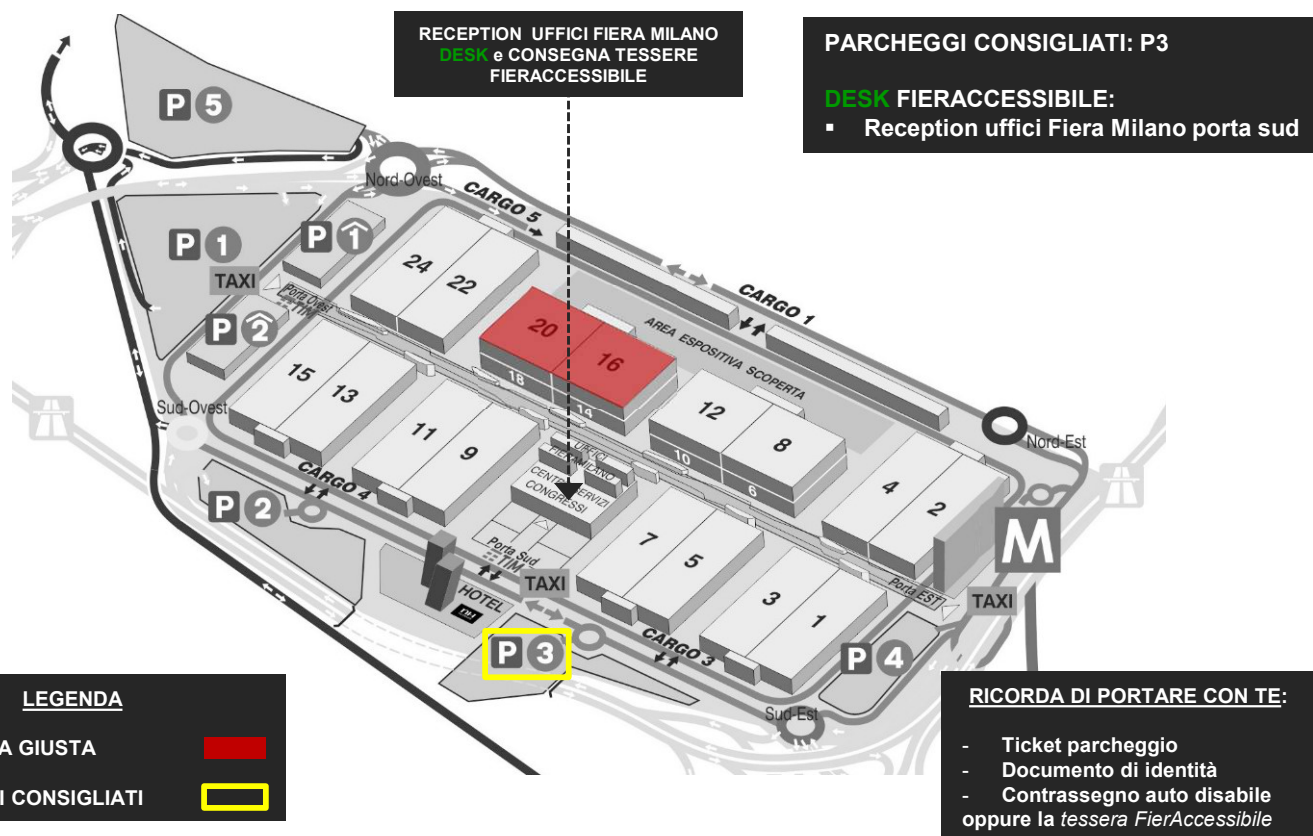 RECEPTION UFFICI FIERA MILANO
DESK e CONSEGNA TESSERE
FIERACCESSIBILE
PARCHEGGI CONSIGLIATI: P3
DESK FIERACCESSIBILE:
▪ Reception uffici Fiera Milano porta sud
P 5
Nord-Ovest
CARGO 5
P 1
P 1
TAXI
Porta Ovest
TIM
P 2
24
22
CARGO 1
20
16
AREA ESPOSITIVA SCOPERTA
18
14
15
13
12
8
Sud-Ovest
11
9
10
6
Nord-Est
UFFICI
FIERA MILANO
CENTRO SERVIZI
CONGRESSI
4
2
M
CARGO 4
P 2
7
5
Porta Sud
TIM
TAXI
HOTEL
NH
Porta EST
TAXI
3
1
P 3
CARGO 3
P 4
Sud-Est
LEGENDA
A GIUSTA
I CONSIGLIATI
RICORDA DI PORTARE CON TE:
- Ticket parcheggio
- Documento di identità
- Contrassegno auto disabile
oppure la tessera FierAccessibile